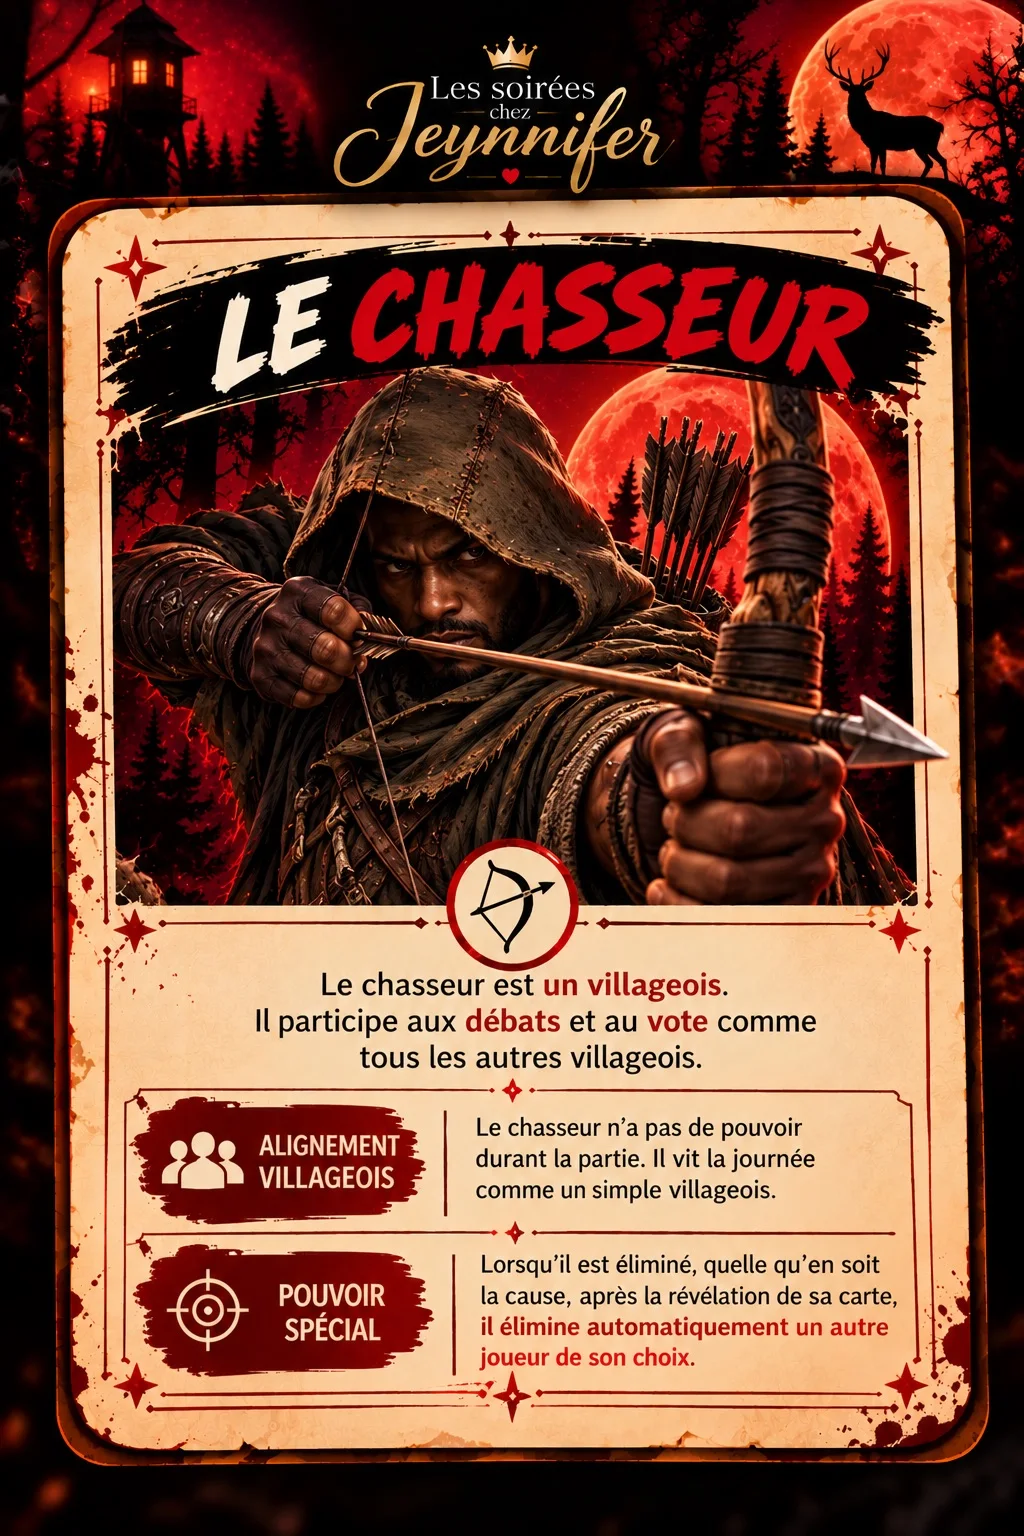 Les soirées
chez
Jeynnifer
LE CHASSEUR
Le chasseur est un villageois.
Il participe aux débats et au vote comme
tous les autres villageois.
ALIGNEMENT
VILLAGEOIS
Le chasseur n'a pas de pouvoir
durant la partie. Il vit la journée
comme un simple villageois.
POUVOIR
SPÉCIAL
Lorsqu'il est éliminé, quelle qu'en soit
la cause, après la révélation de sa carte,
il élimine automatiquement un autre
joueur de son choix.